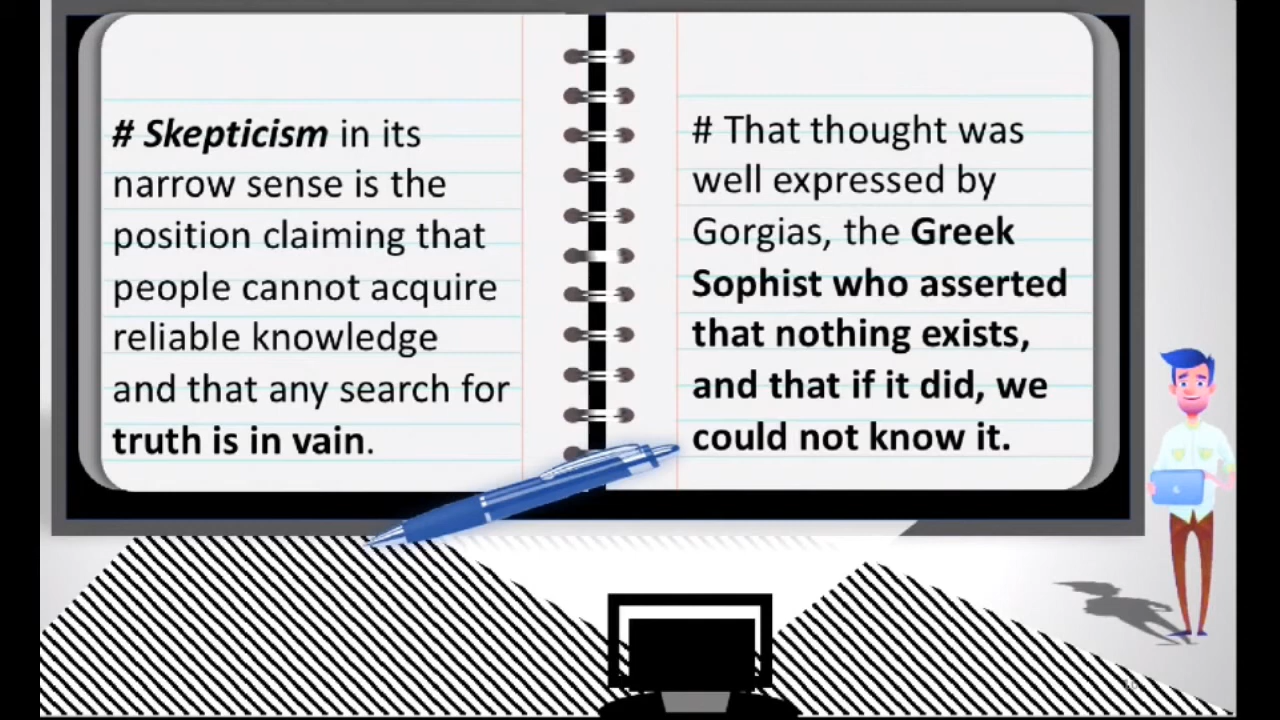 # Skepticism in its
narrow sense is the
position claiming that
people cannot acquire
reliable knowledge
and that any search for
truth is in vain.
# That thought was
well expressed by
Gorgias, the Greek
Sophist who asserted
that nothing exists,
and that if it did, we
could not know it.